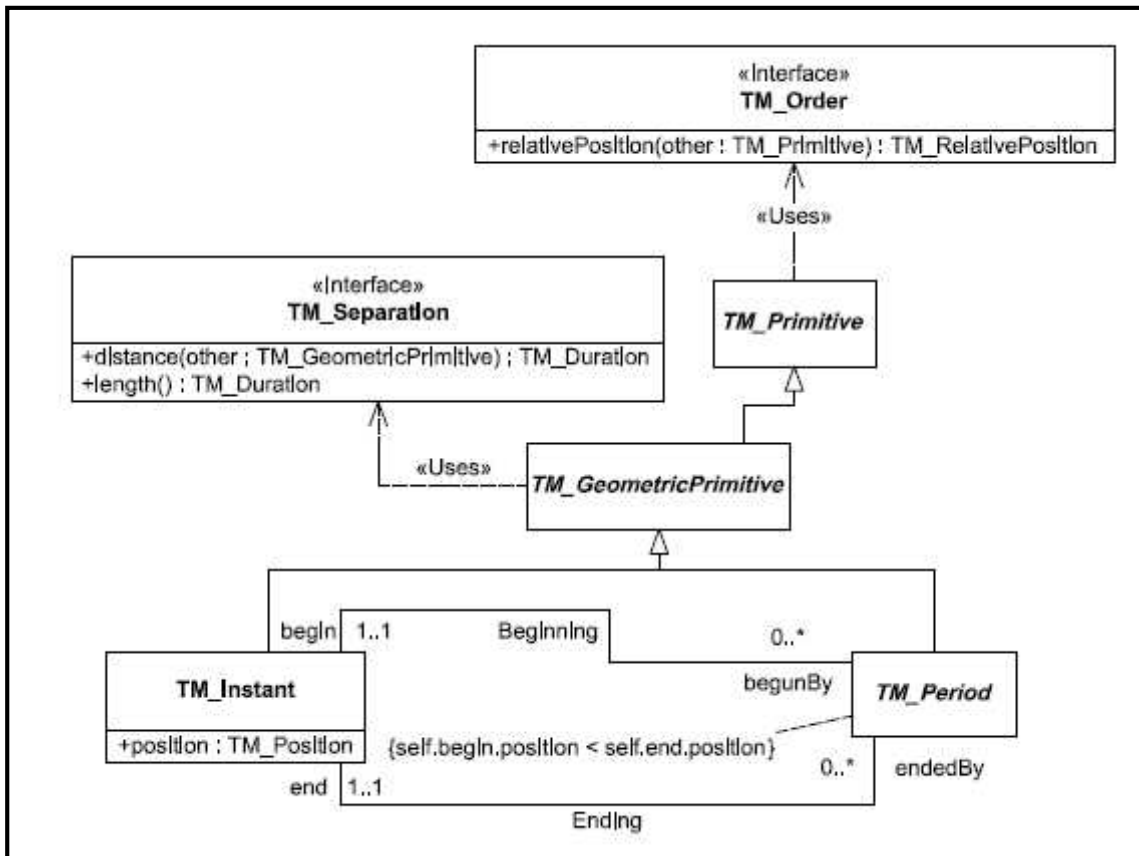 «Interface»
TM_Order
+relativePosition(other : TM_Primitive) : TM_RelativePosition
«Uses»
«Interface»
TM_Separation
+distance(other : TM_GeometricPrimitive) : TM_Duration
+length() : TM_Duration
TM_Primitive
«Uses»
TM_GeometricPrimitive
begin
1..1
Beginning
0..*
TM_Instant
begunBy
TM_Period
+position : TM_Position
{self.begin.position < self.end.position}
end
1..1
0..*
endedBy
Ending